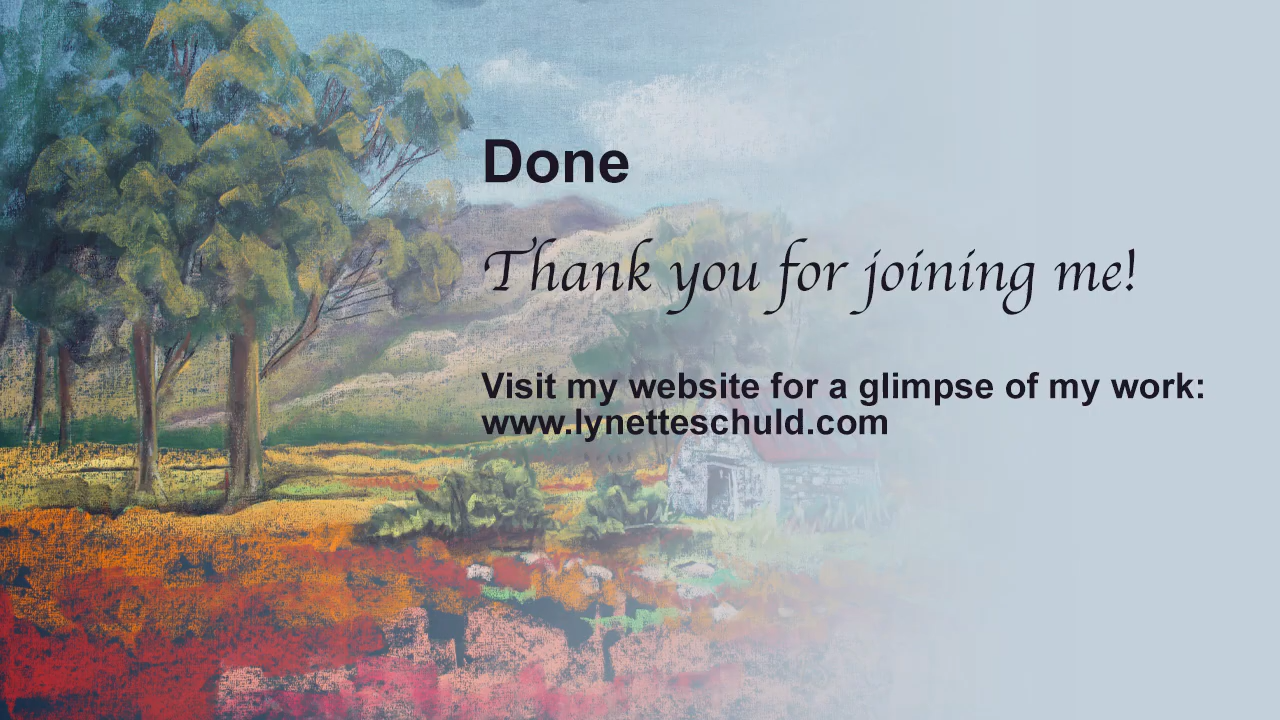 Done
Thank you for joining me!
Visit my website for a glimpse of my work:
www.lynetteschuld.com